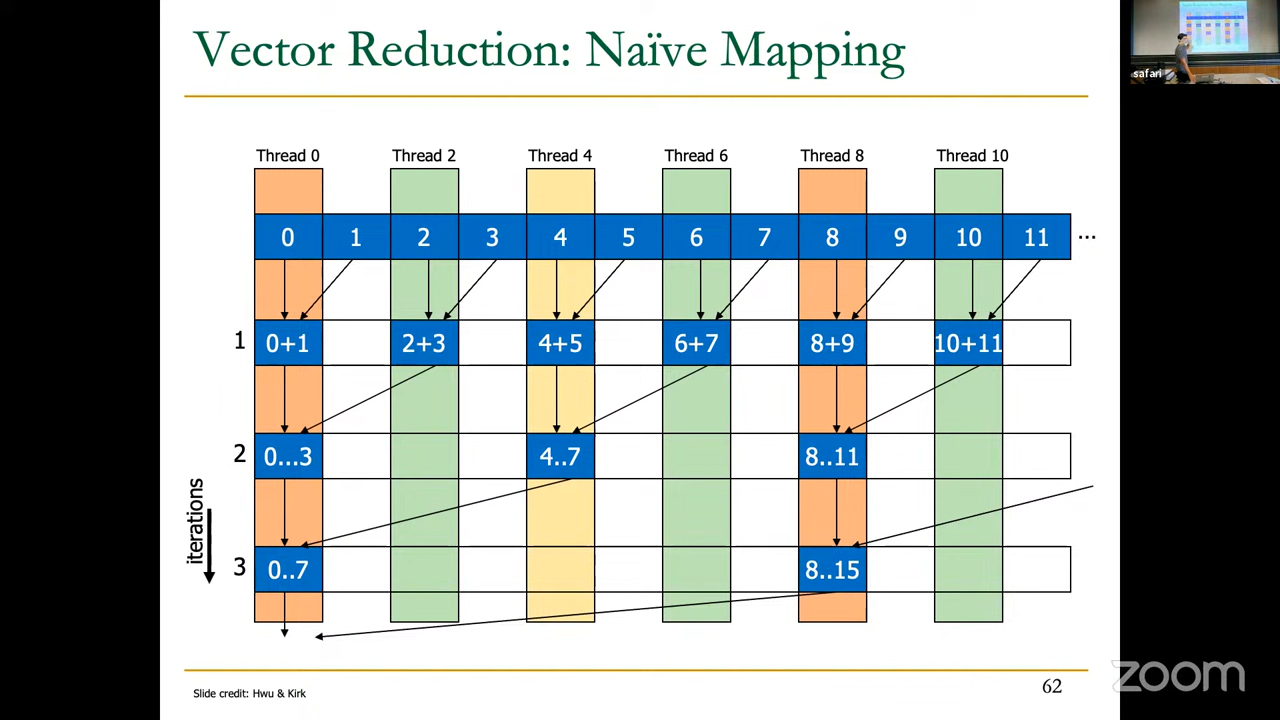 Vector Reduction: Naïve Mapping
safari
Thread 0 Thread 2 Thread 4 Thread 6 Thread 8 Thread 10
0 1 2 3 4 5 6 7 8 9 10 11 ...
1 0+1 2+3 4+5 6+7 8+9 10+11
2 0...3 4..7 8..11
iterations
3 0..7 8..15
Slide credit: Hwu & Kirk
62
zoom